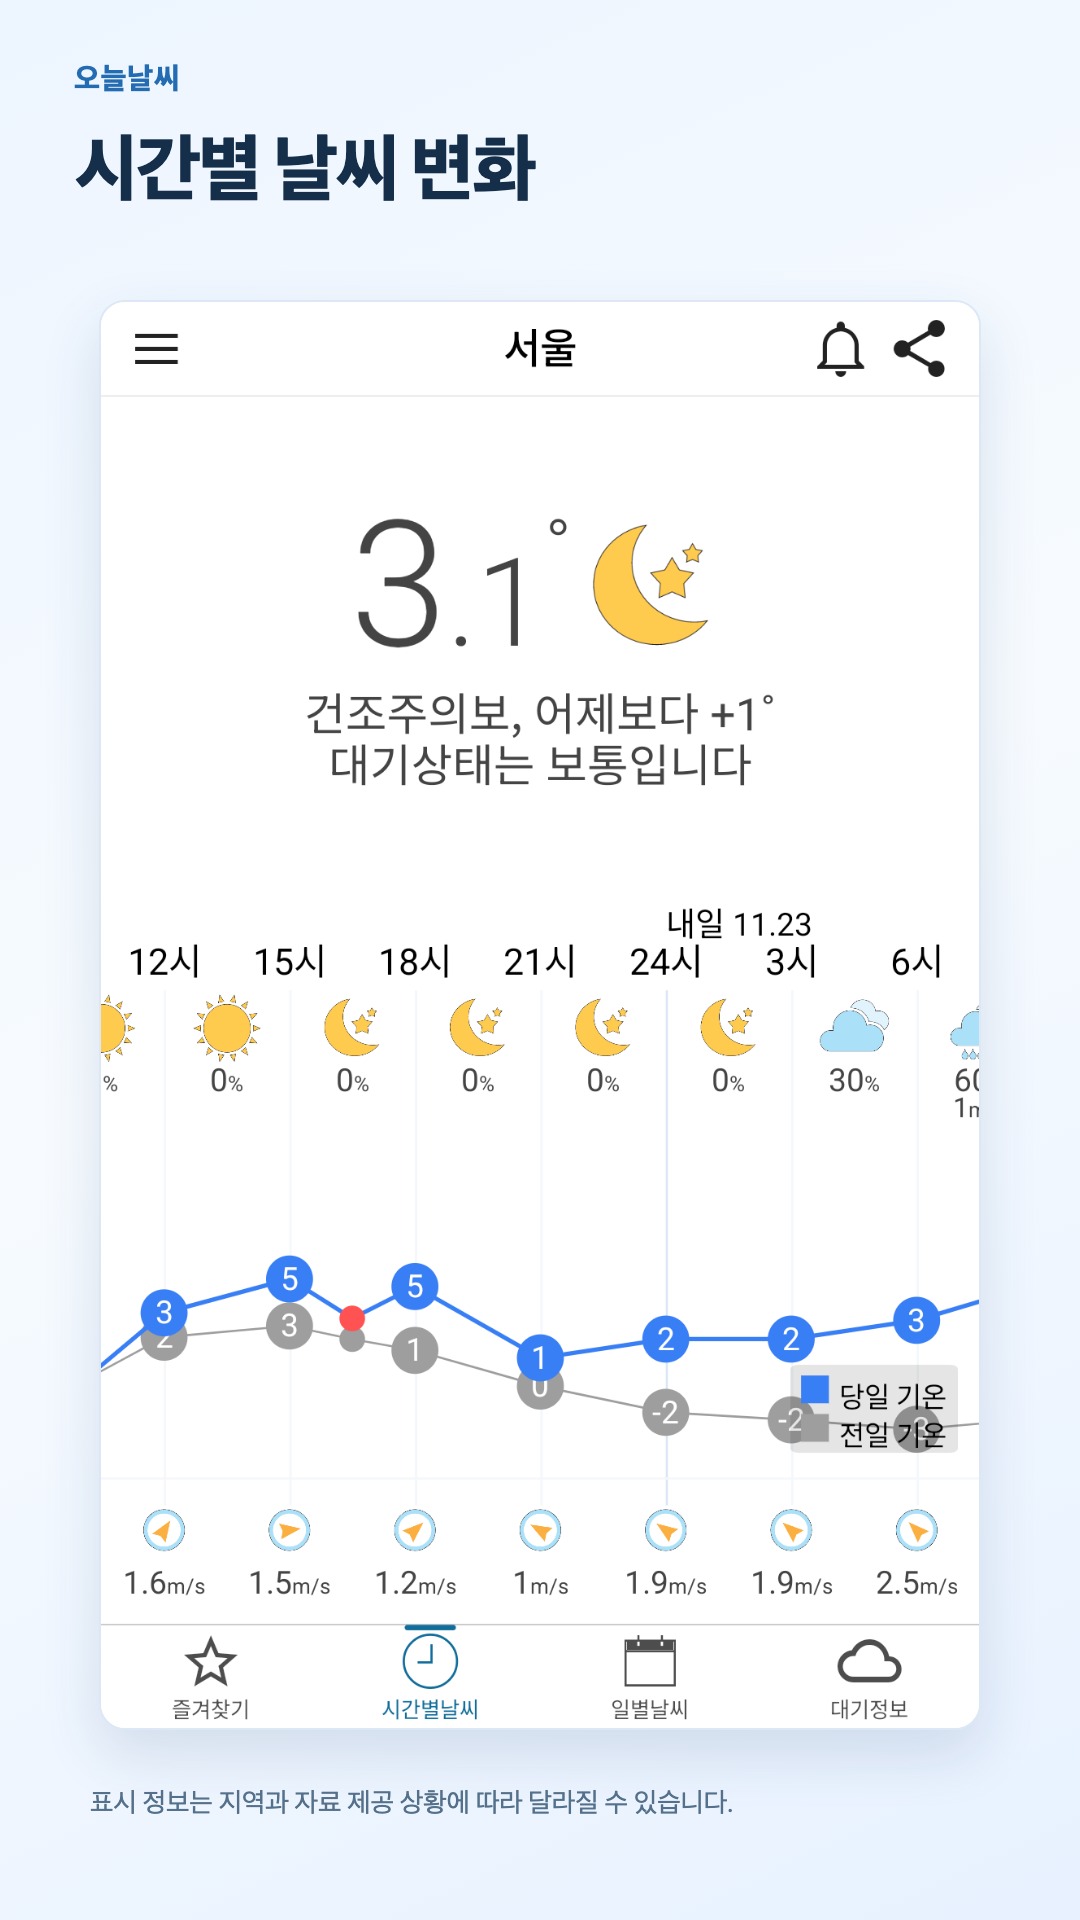 오늘날씨
시간별 날씨 변화
서울
3.1°
건조주의보, 어제보다 +1°
대기상태는 보통입니다
내일 11.23
12시 15시 18시 21시 24시 3시 6시
% 0% 0% 0% 0% 0% 30% 60
1m
3 5 5 1 2 2 3
2 3 1 0 -2 -2 -3
당일 기온
전일 기온
1.6m/s 1.5m/s 1.2m/s 1m/s 1.9m/s 1.9m/s 2.5m/s
즐겨찾기 시간별날씨 일별날씨 대기정보
표시 정보는 지역과 자료 제공 상황에 따라 달라질 수 있습니다.